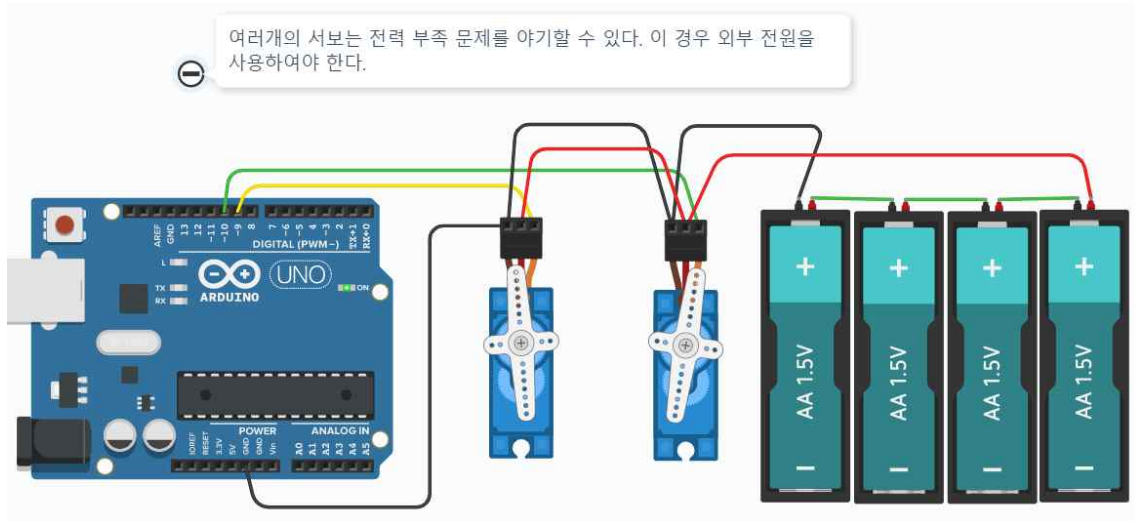 여러개의 서보는 전력 부족 문제를 야기할 수 있다. 이 경우 외부 전원을
사용하여야 한다.
AREF
GND
13
12
~11
~10
~9
8
7
~6
~5
4
~3
2
TX→1
RX←0
DIGITAL (PWM~)
L
TX
RX
UNO
ARDUINO
ON
AA 1.5V
AA 1.5V
AA 1.5V
AA 1.5V
POWER
ANALOG IN
IOREF
RESET
3.3V
5V
GND
GND
Vin
A0
A1
A2
A3
A4
A5